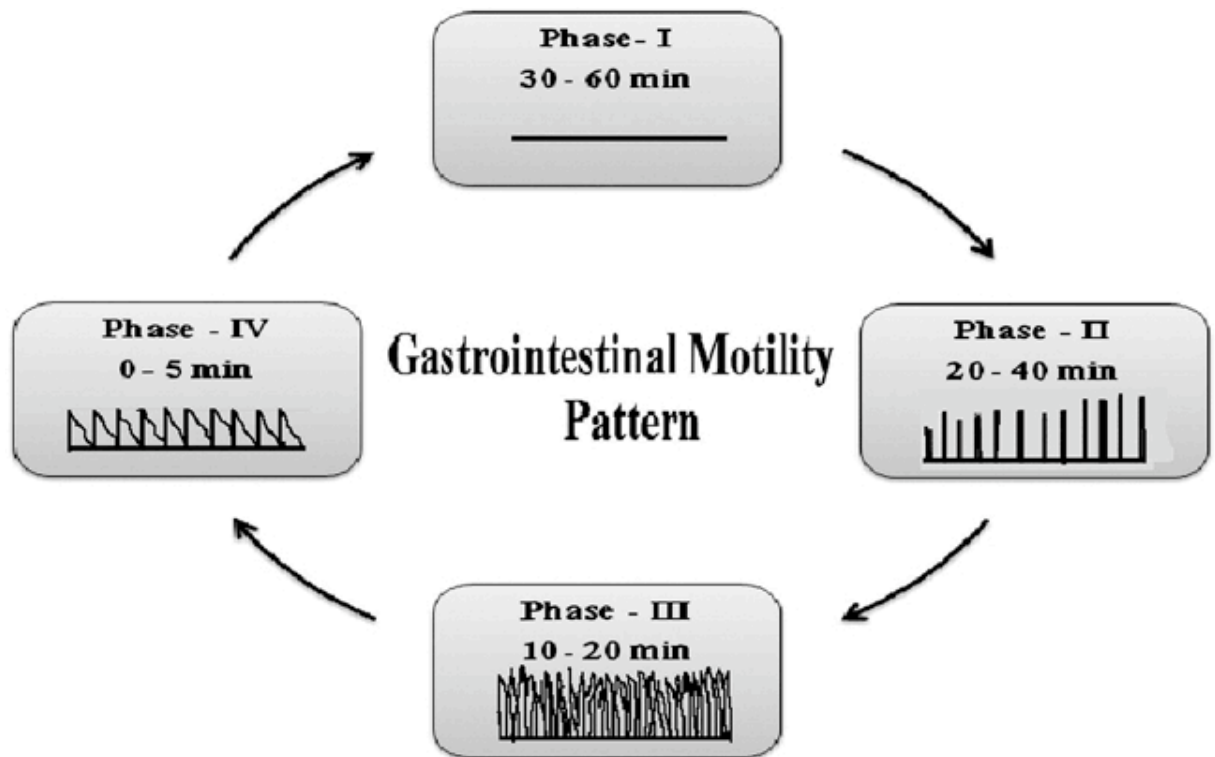 Phase- I
30 - 60 min
Phase - IV
0 - 5 min
Gastrointestinal Motility
Pattern
Phase - II
20 - 40 min
Phase - III
10 - 20 min